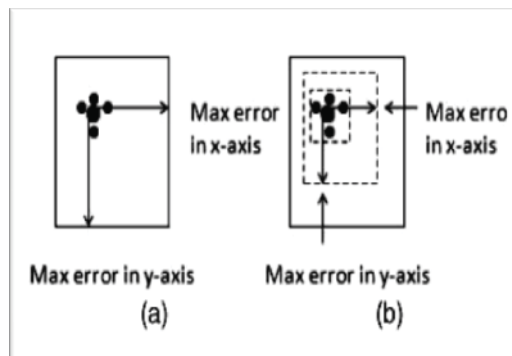 Max error
in x-axis
Max error in y-axis
(a)
Max erro
in x-axis
Max error in y-axis
(b)